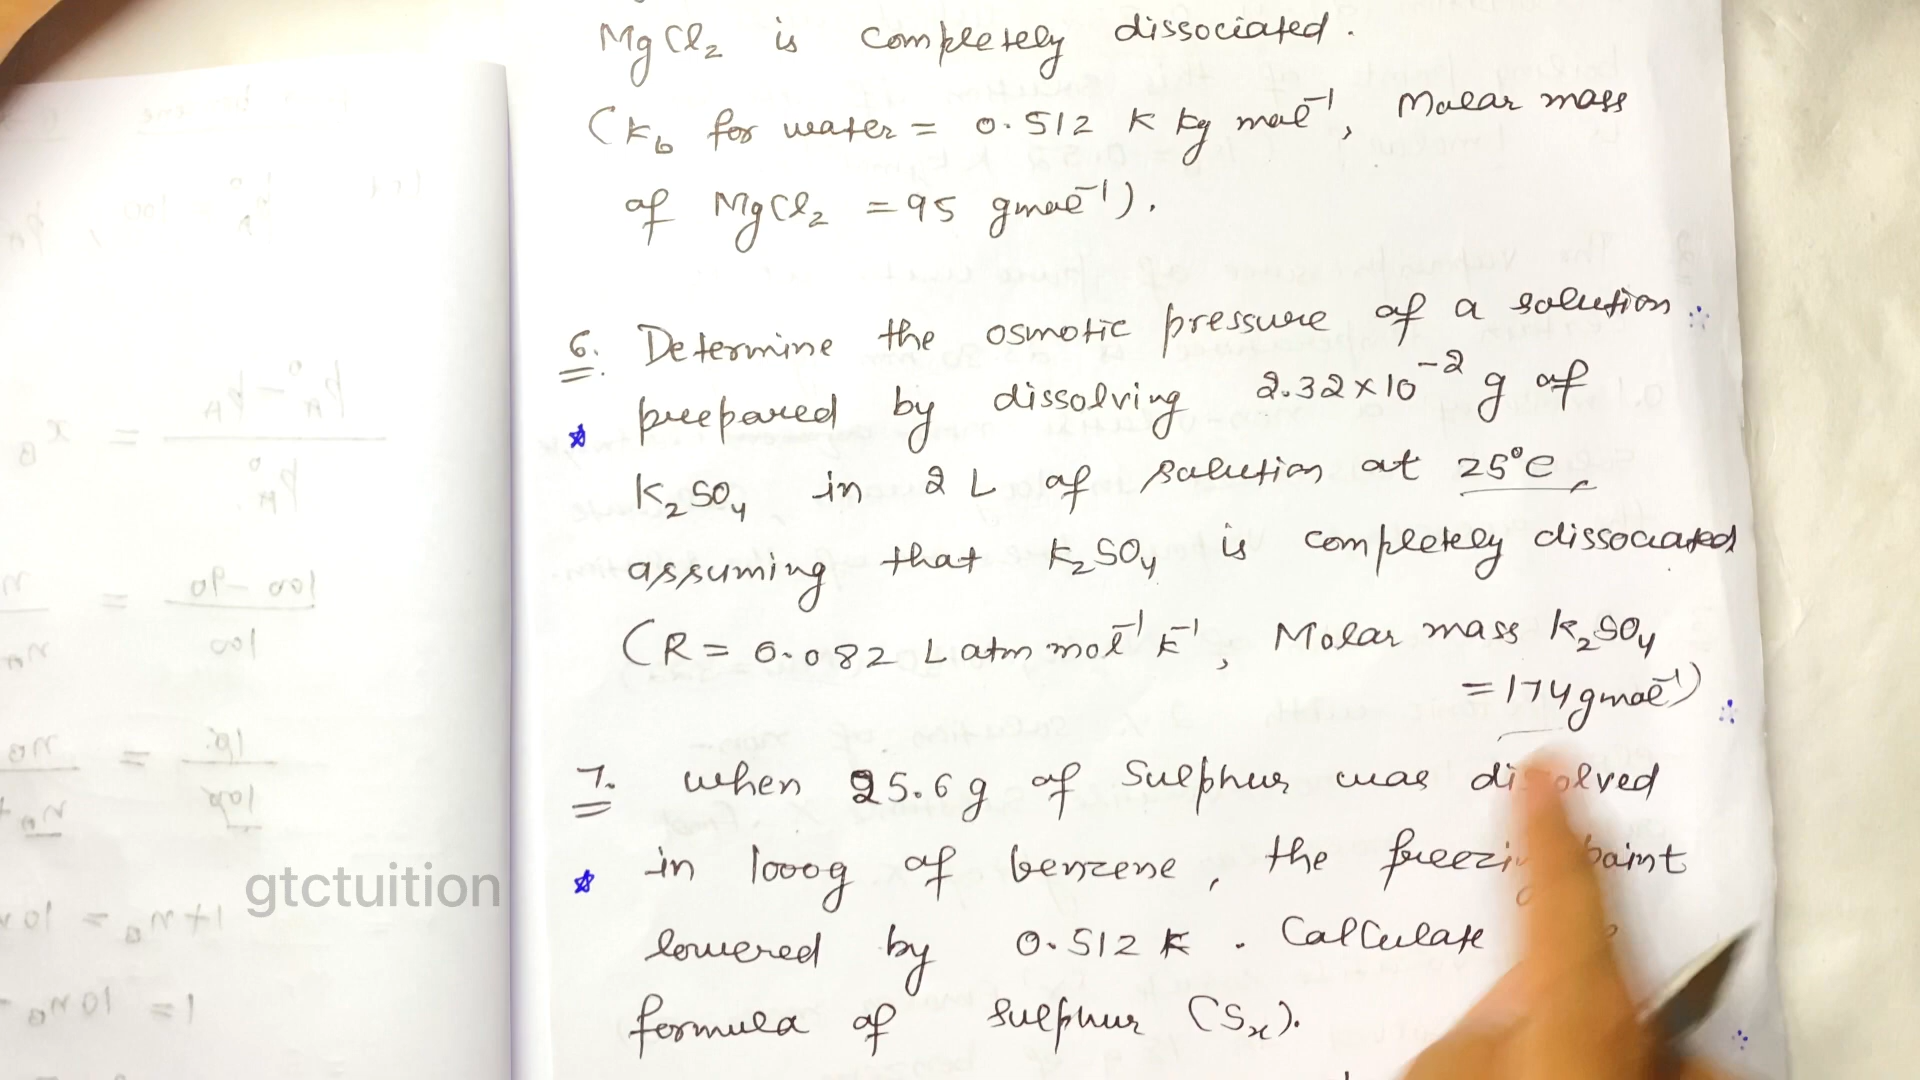 MgCl₂ is completely dissociated.
(Kb for water = 0.512 K kg mol⁻¹, Molar mass
of MgCl₂ = 95 gmol⁻¹).
6. Determine the osmotic pressure of a solution
prepared by dissolving 2.32×10⁻² g of
K₂SO₄ in 2 L of solution at 25°C,
assuming that K₂SO₄ is completely dissociated
(R = 0.082 L atm mol⁻¹ K⁻¹, Molar mass K₂SO₄
= 174 gmol⁻¹)
7. when 25.6 g of Sulphur was dissolved
in 1000g of benzene, the freezing point
lowered by 0.512 K. Calculate
formula of sulphur (Sx).
gtctuition